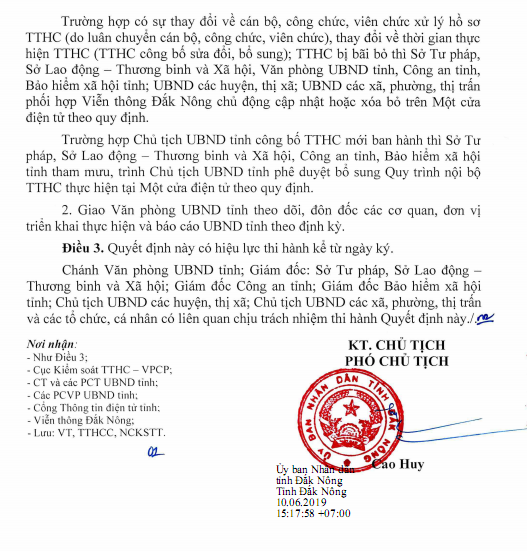 Trường hợp có sự thay đổi về cán bộ, công chức, viên chức xử lý hồ sơ
TTHC (do luân chuyển cán bộ, công chức, viên chức), thay đổi về thời gian thực
hiện TTHC (TTHC công bố sửa đổi, bổ sung); TTHC bị bãi bỏ thì Sở Tư pháp,
Sở Lao động – Thương binh và Xã hội, Văn phòng UBND tỉnh, Công an tỉnh,
Bảo hiểm xã hội tỉnh; UBND các huyện, thị xã; UBND các xã, phường, thị trấn
phối hợp Viễn thông Đắk Nông chủ động cập nhật hoặc xóa bỏ trên Một cửa
điện tử theo quy định.
Trường hợp Chủ tịch UBND tỉnh công bố TTHC mới ban hành thì Sở Tư
pháp, Sở Lao động – Thương binh và Xã hội, Công an tỉnh, Bảo hiểm xã hội
tỉnh tham mưu, trình Chủ tịch UBND tỉnh phê duyệt bổ sung Quy trình nội bộ
TTHC thực hiện tại Một cửa điện tử theo quy định.
2. Giao Văn phòng UBND tỉnh theo dõi, đôn đốc các cơ quan, đơn vị
triển khai thực hiện và báo cáo UBND tỉnh theo định kỳ.
Điều 3. Quyết định này có hiệu lực thi hành kể từ ngày ký.
Chánh Văn phòng UBND tỉnh; Giám đốc: Sở Tư pháp, Sở Lao động –
Thương binh và Xã hội; Giám đốc Công an tỉnh; Giám đốc Bảo hiểm xã hội
tỉnh; Chủ tịch UBND các huyện, thị xã; Chủ tịch UBND các xã, phường, thị trấn
và các tổ chức, cá nhân có liên quan chịu trách nhiệm thi hành Quyết định này./.
Nơi nhận:
- Như Điều 3;
- Cục Kiểm soát TTHC – VPCP;
- CT và các PCT UBND tỉnh;
- Các PCVP UBND tỉnh;
- Cổng Thông tin điện tử tỉnh;
- Viễn thông Đắk Nông;
- Lưu: VT, TTHCC, NCKSTT.
KT. CHỦ TỊCH
PHÓ CHỦ TỊCH
ỦY BAN NHÂN DÂN TỈNH ĐẮK NÔNG
Cao Huy
Ủy ban Nhân dân
tỉnh Đắk Nông
Tỉnh Đắk Nông
10.06.2019
15:17:58 +07:00